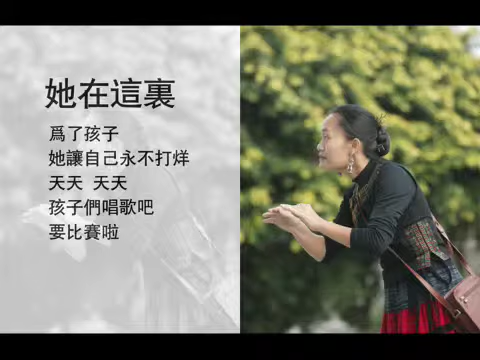 她在這裏
爲了孩子
她讓自己永不打烊
天天 天天
孩子們唱歌吧
要比賽啦